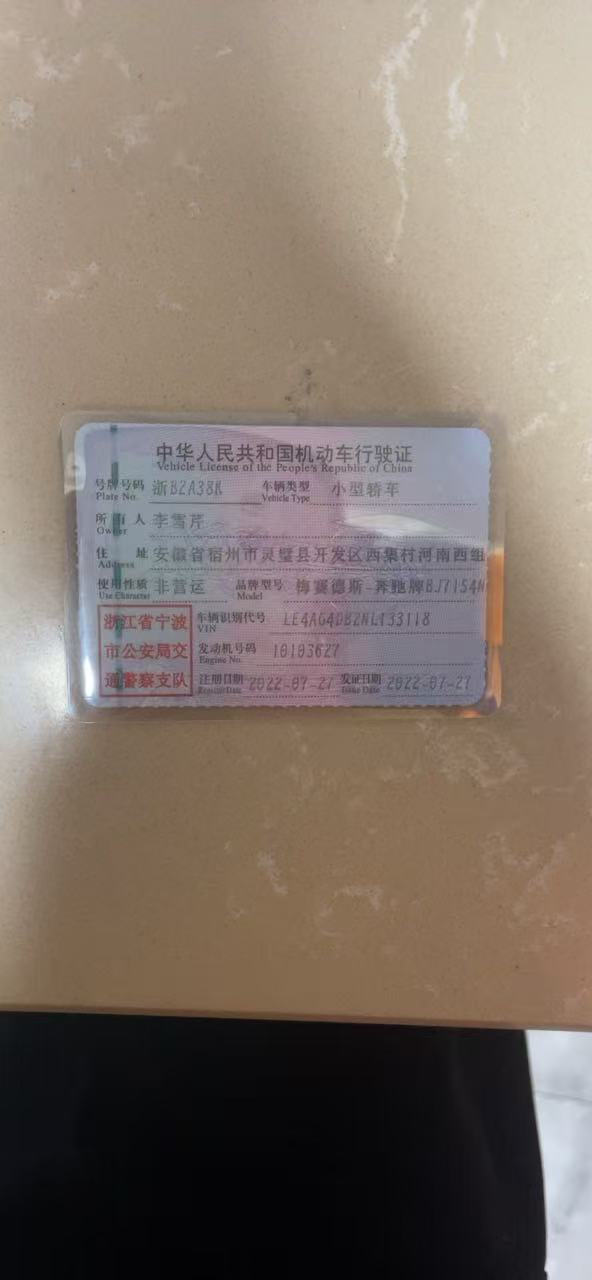 中华人民共和国机动车行驶证
Vehicle License of the People's Republic of China
号牌号码 浙B2A38K 车辆类型 小型轿车
Plate No. Vehicle Type
所有人 李雪芹
Owner
住址 安徽省宿州市灵璧县开发区西集村河南西组
Address
使用性质 非营运 品牌型号 梅赛德斯-奔驰牌BJ7154
Use Character Model
浙江省宁波 车辆识别代号 LE4AG4DB2NL133118
VIN
市公安局交 发动机号码 10103627
Engine No.
通警察支队 注册日期 2022-07-27 发证日期 2022-07-27
Register Date Issue Date